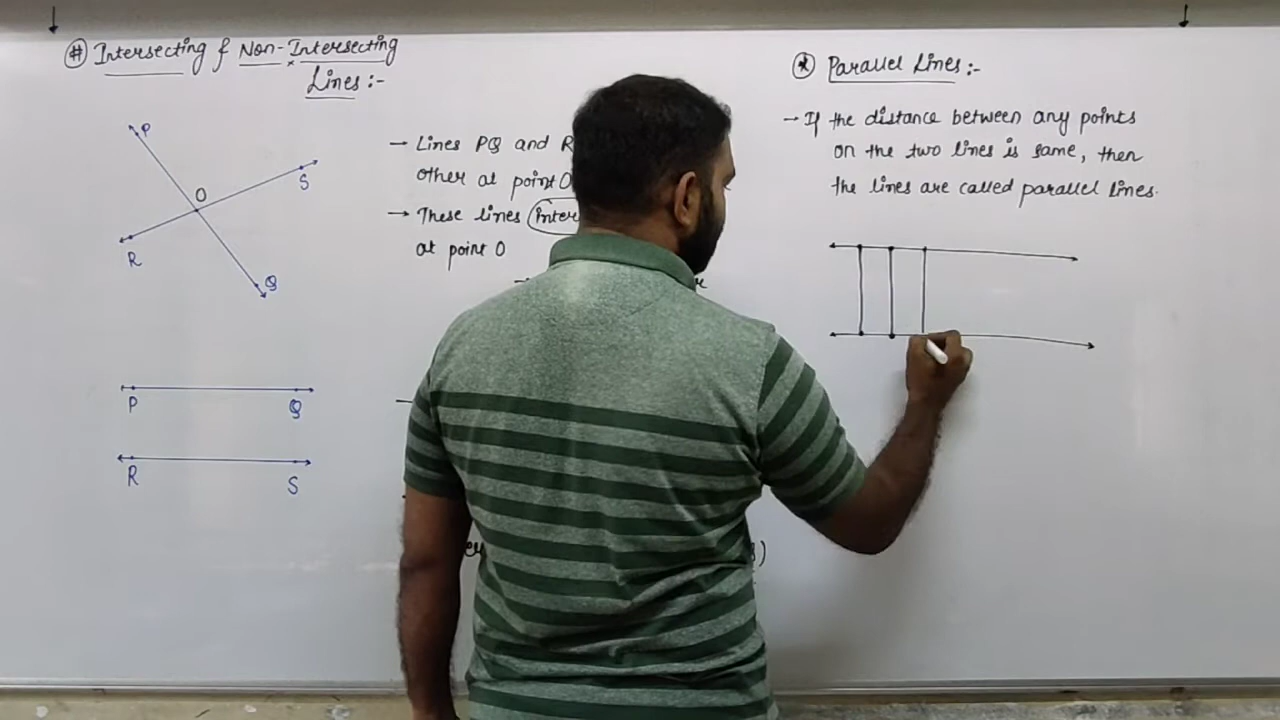 # Intersecting & Non-Intersecting
Lines:-
P
O
S
R
Q
P
Q
R
S
→ Lines PQ and R
other at point O
→ These lines inter
at point O
* Parallel Lines:-
→ If the distance between any points
on the two lines is same, then
the lines are called parallel lines.